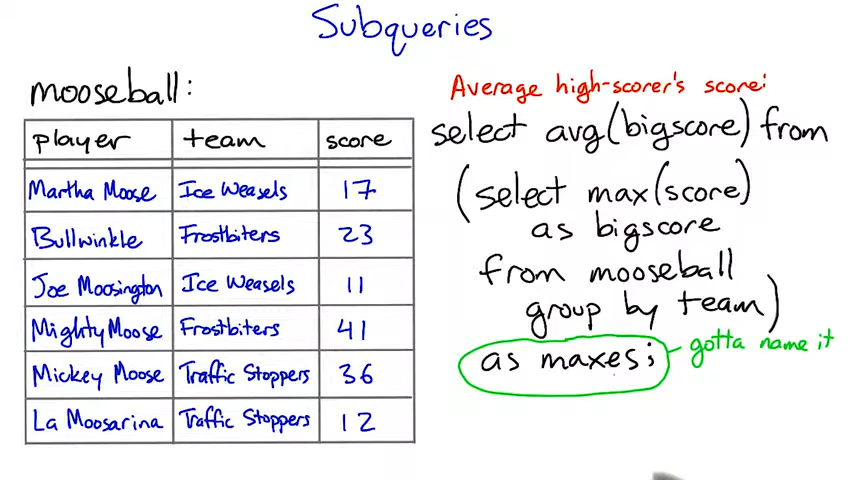 Subqueries
mooseball:
player team score
Martha Moose Ice Weasels 17
Bullwinkle Frostbiters 23
Joe Moosington Ice Weasels 11
Mighty Moose Frostbiters 41
Mickey Moose Traffic Stoppers 36
La Moosarina Traffic Stoppers 12
Average high-scorer's score:
select avg(bigscore) from
(select max(score)
as bigscore
from mooseball
group by team)
as maxes; gotta name it